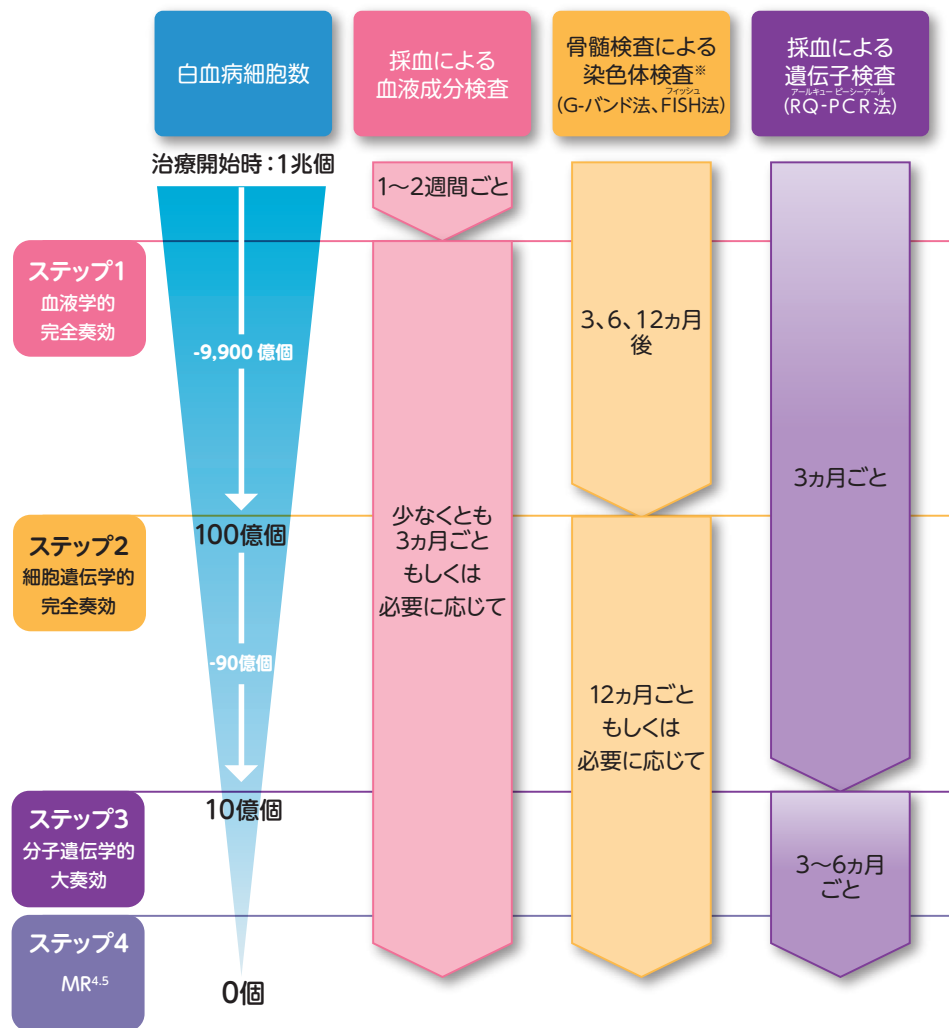 白血病細胞数
採血による
血液成分検査
骨髄検査による
染色体検査※
フィッシュ
(G-バンド法、FISH法)
採血による
遺伝子検査
アールキュー ピーシーアール
(RQ-PCR法)
治療開始時：1兆個
1〜2週間ごと
ステップ1
血液学的
完全奏効
-9,900 億個
3、6、12ヵ月
後
3ヵ月ごと
100億個
少なくとも
3ヵ月ごと
もしくは
必要に応じて
ステップ2
細胞遺伝学的
完全奏効
-90億個
12ヵ月ごと
もしくは
必要に応じて
ステップ3
分子遺伝学的
大奏効
10億個
3〜6ヵ月
ごと
ステップ4
MR4.5
0個